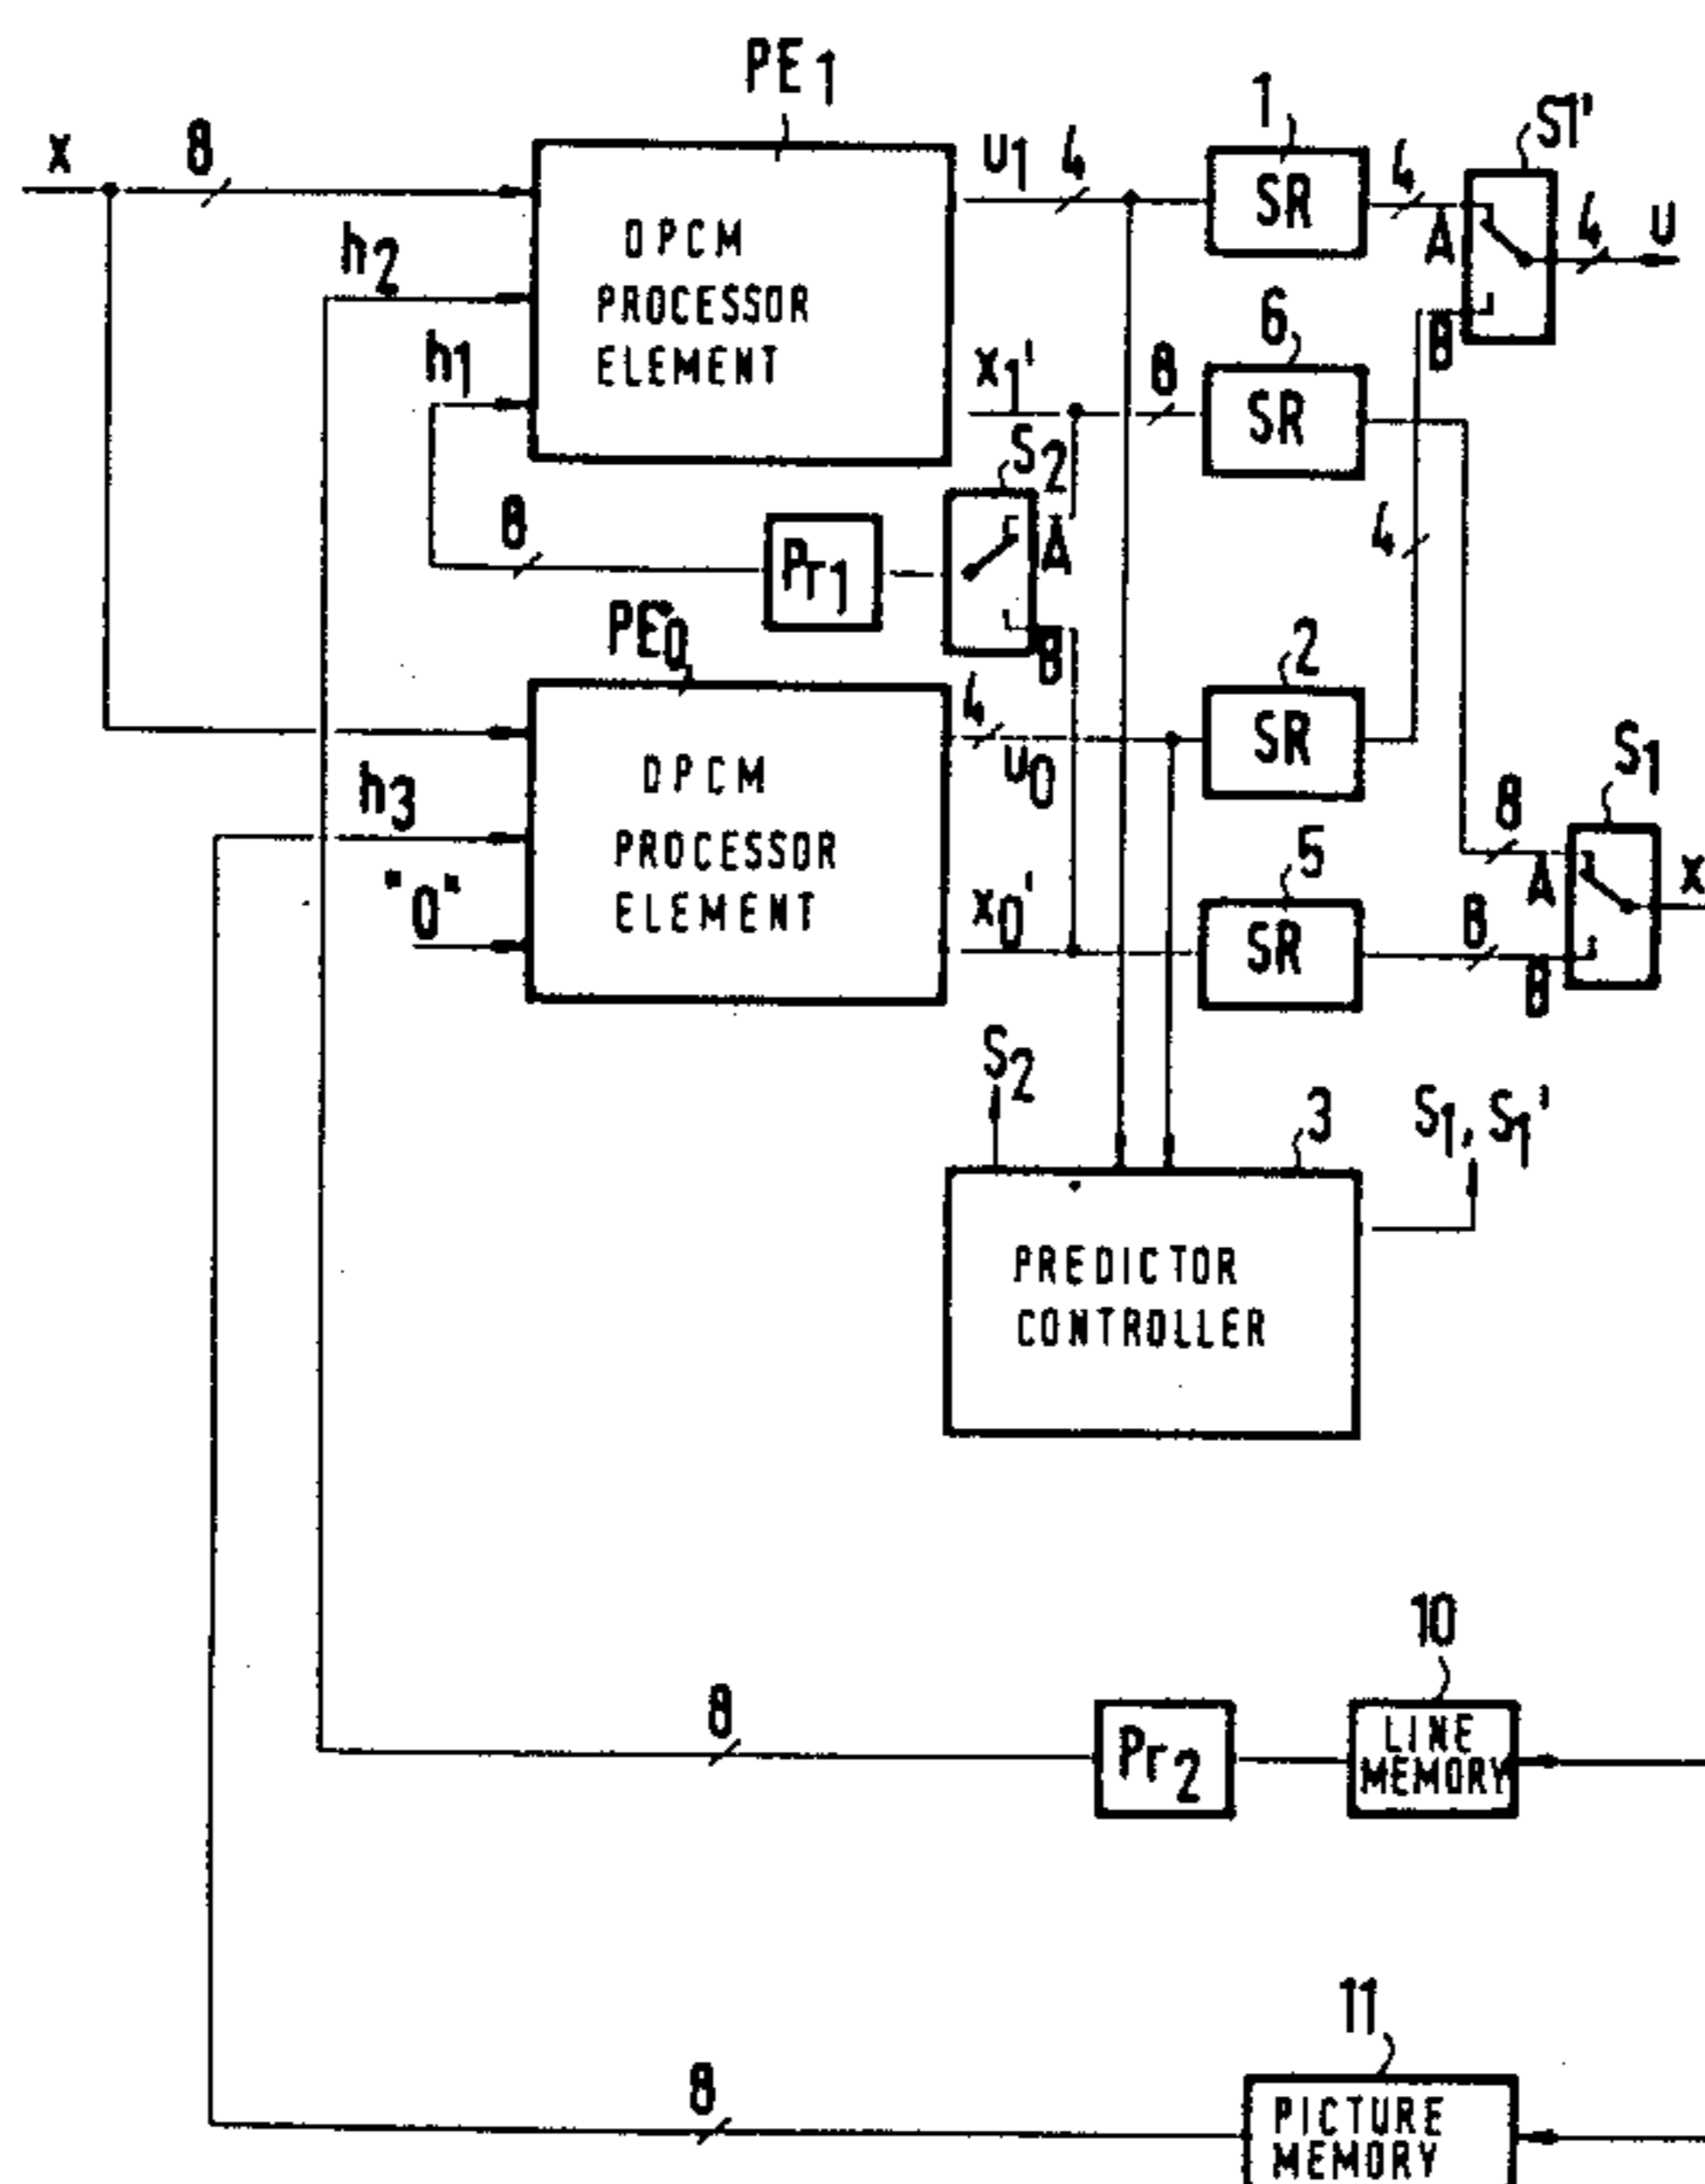 PE1
x 8
h2
h1
DPCM
PROCESSOR
ELEMENT
u1 4
1
SR
4
S1'
A
B
4 u
x1'
8
6
SR
S2
A
B
8
Pr1
4
PE0
h3
"0"
DPCM
PROCESSOR
ELEMENT
4
u0
2
SR
x0'
5
SR
8
A
8
B
S1
x
S2
3
S1, S1'
PREDICTOR
CONTROLLER
8
Pr2
10
LINE
MEMORY
8
11
PICTURE
MEMORY